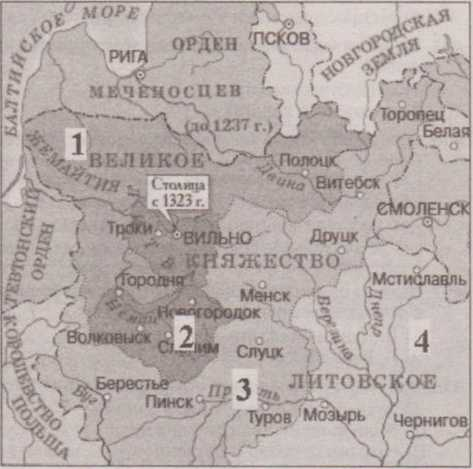 БАЛТИЙСКОЕ МОРЕ
РИГА
ОРДЕН
МЕЧЕНОСЦЕВ
(до 1237 г.)
ПСКОВ
НОВГОРОДСКАЯ
ЗЕМЛЯ
Торопец
Белая
1
ЖЕМАЙТИЯ
ВЕЛИКОЕ
Полоцк
Двина
Витебск
Столица
с 1323 г.
СМОЛЕНСК
ТЕВТОНСКИЙ
ОРДЕН
Троки
ВИЛЬНО
Друцк
КНЯЖЕСТВО
Городня
Мстиславль
Менск
Неман
Новогородок
Березина
Днепр
Волковыск
2
Слоним
Слуцк
4
ЛИТОВСКОЕ
3
Берестье
Буг
Пинск
Припять
Туров
Мозырь
Чернигов
КОРОЛЕВСТВО
ПОЛЬША